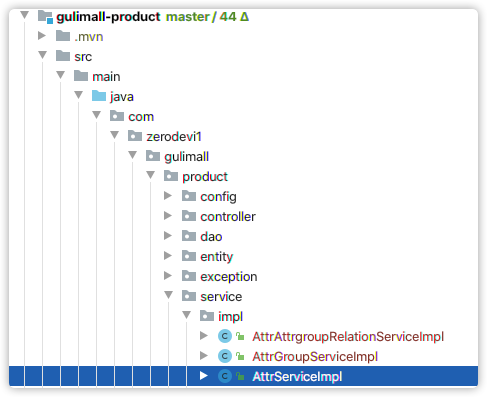 gulimall-product master / 44 Δ
.mvn
src
main
java
com
zerodevi1
gulimall
product
config
controller
dao
entity
exception
service
impl
C AttrAttrgroupRelationServiceImpl
C AttrGroupServiceImpl
C AttrServiceImpl